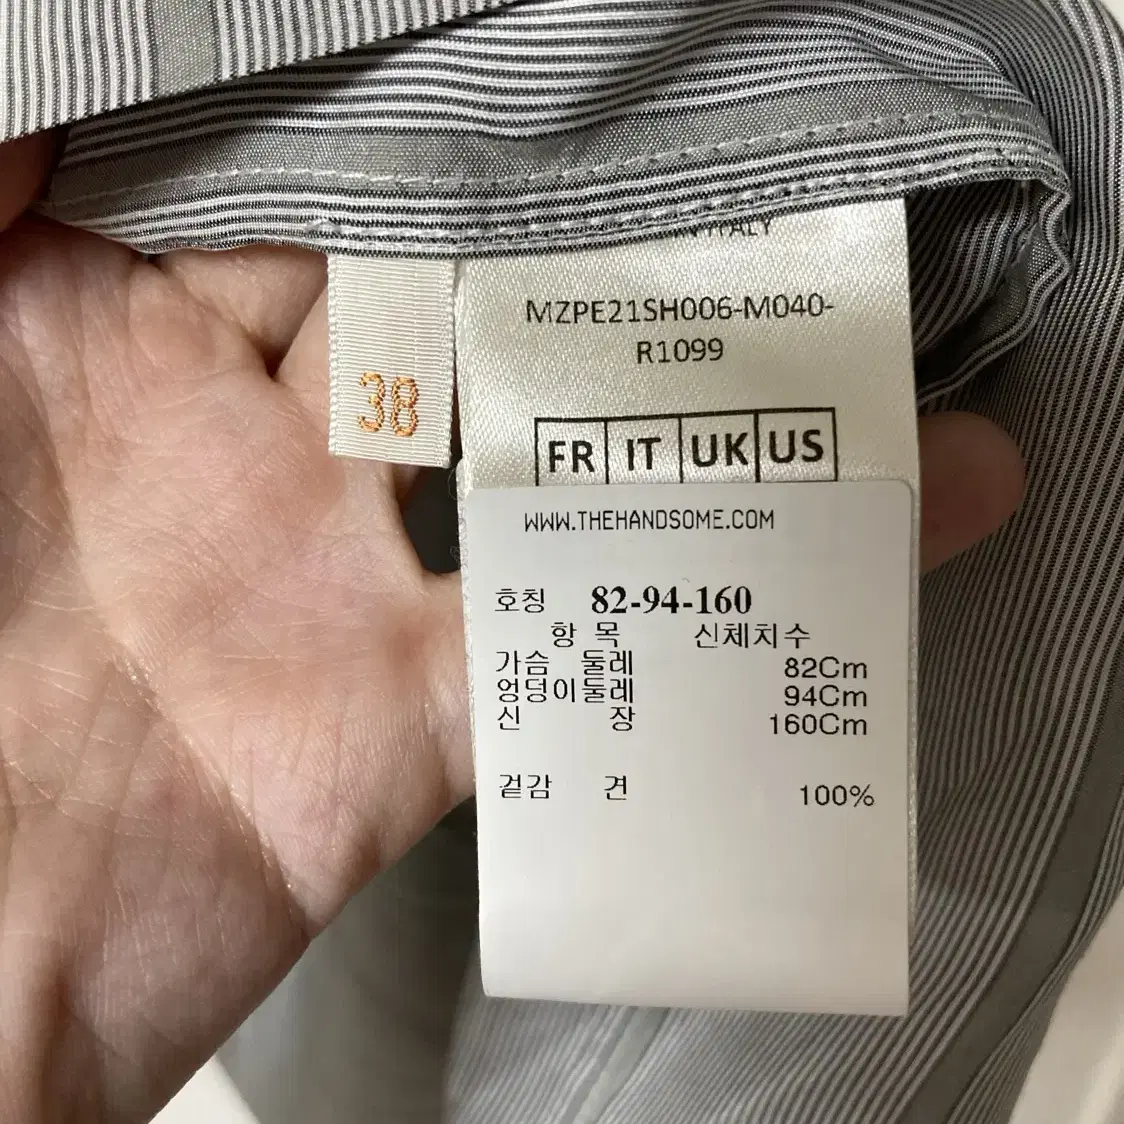 ITALY
MZPE21SH006-M040-
R1099
38
FR IT UK US
WWW.THEHANDSOME.COM
호칭 82-94-160
항 목 신체치수
가슴 둘레 82Cm
엉덩이둘레 94Cm
신 장 160Cm
겉감 견 100%